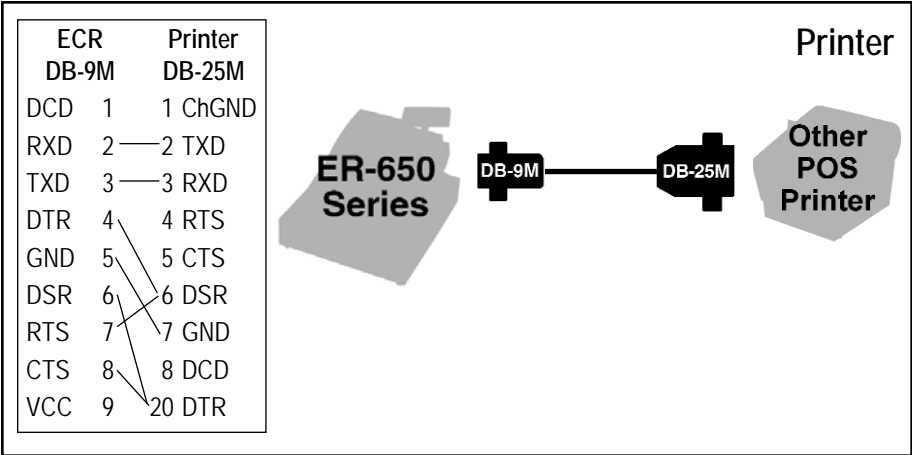 ECR Printer
DB-9M DB-25M
DCD 1 1 ChGND
RXD 2 2 TXD
TXD 3 3 RXD
DTR 4 4 RTS
GND 5 5 CTS
DSR 6 6 DSR
RTS 7 7 GND
CTS 8 8 DCD
VCC 9 20 DTR
Printer
ER-650
Series
DB-9M
DB-25M
Other
POS
Printer